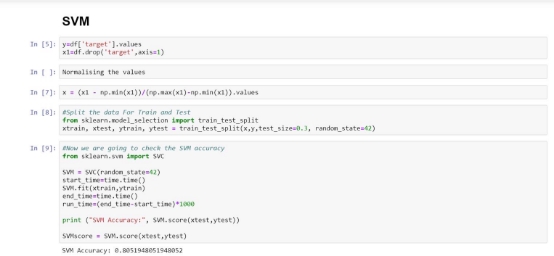 SVM
In [5]: y=df['target'].values
x1=df.drop('target',axis=1)
In [ ]: Normalising the values
In [7]: x = (x1 - np.min(x1))/(np.max(x1)-np.min(x1)).values
In [8]: #Split the data For Train and Test
from sklearn.model_selection import train_test_split
xtrain, xtest, ytrain, ytest = train_test_split(x,y,test_size=0.3, random_state=42)
In [9]: #Now we are going to check the SVM accuracy
from sklearn.svm import SVC
SVM = SVC(random_state=42)
start_time=time.time()
SVM.fit(xtrain,ytrain)
end_time=time.time()
run_time=(end_time-start_time)*1000
print ("SVM Accuracy:", SVM.score(xtest,ytest))
SVMscore = SVM.score(xtest,ytest)
SVM Accuracy: 0.8051948051948052